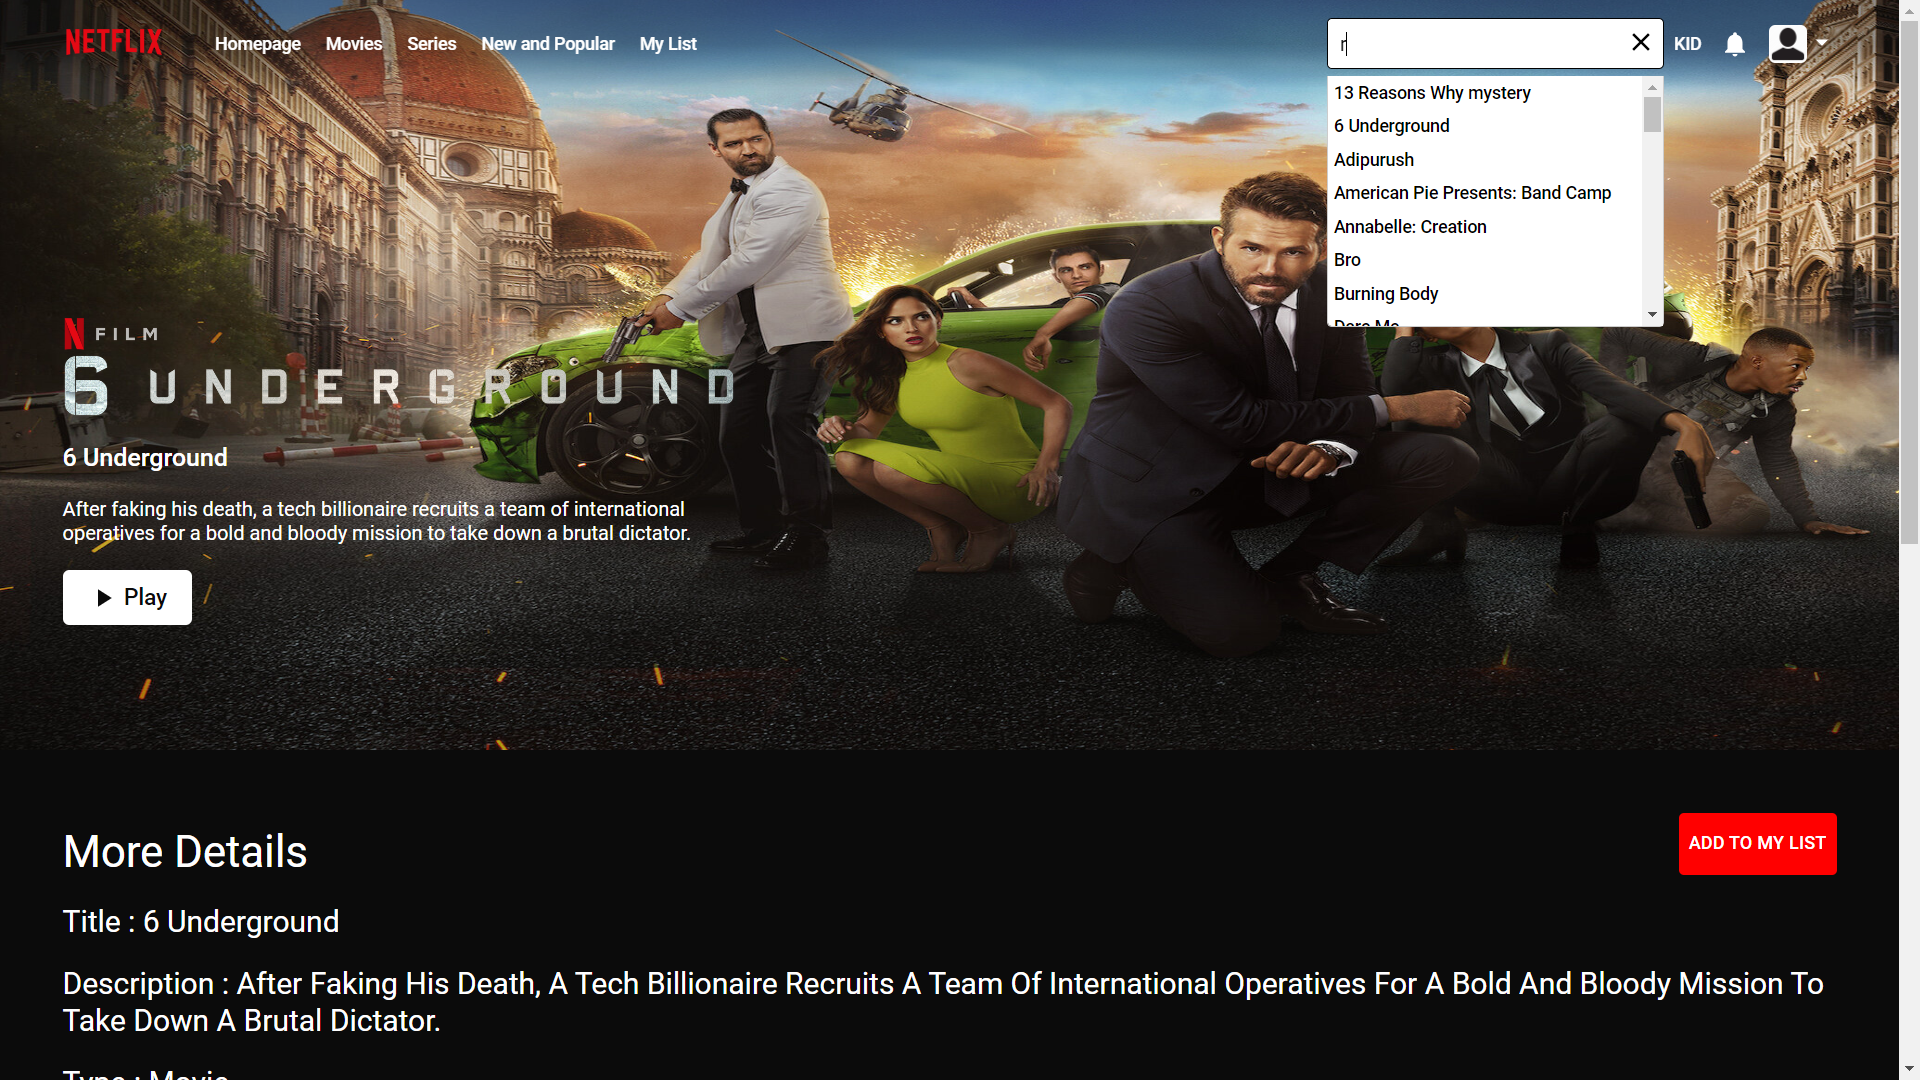 NETFLIX
Homepage
Movies
Series
New and Popular
My List
r
KID
13 Reasons Why mystery
6 Underground
Adipurush
American Pie Presents: Band Camp
Annabelle: Creation
Bro
Burning Body
Dare Me
N FILM
6 UNDERGROUND
6 Underground
After faking his death, a tech billionaire recruits a team of international
operatives for a bold and bloody mission to take down a brutal dictator.
Play
More Details
ADD TO MY LIST
Title : 6 Underground
Description : After Faking His Death, A Tech Billionaire Recruits A Team Of International Operatives For A Bold And Bloody Mission To
Take Down A Brutal Dictator.
Type : Movie